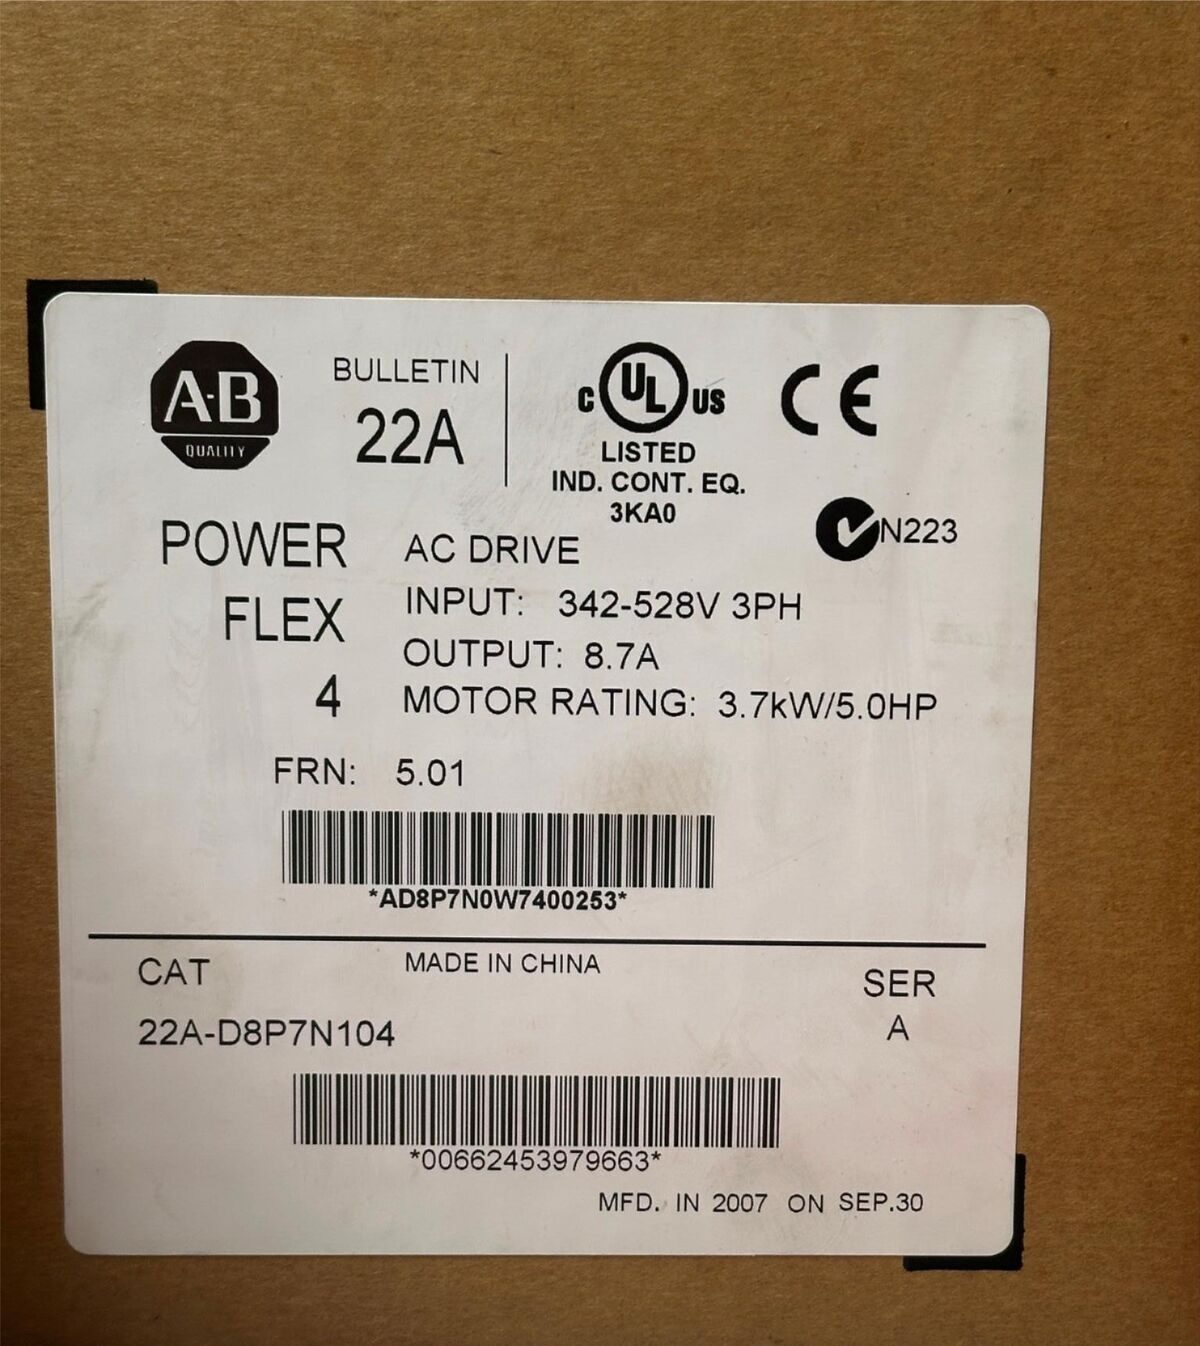 A-B
QUALITY
BULLETIN
22A
C UL US
LISTED
IND. CONT. EQ.
3KA0
CE
N223
POWER
FLEX
4
AC DRIVE
INPUT: 342-528V 3PH
OUTPUT: 8.7A
MOTOR RATING: 3.7kW/5.0HP
FRN: 5.01
*AD8P7N0W7400253*
MADE IN CHINA
CAT
22A-D8P7N104
SER
A
*00662453979663*
MFD. IN 2007 ON SEP.30